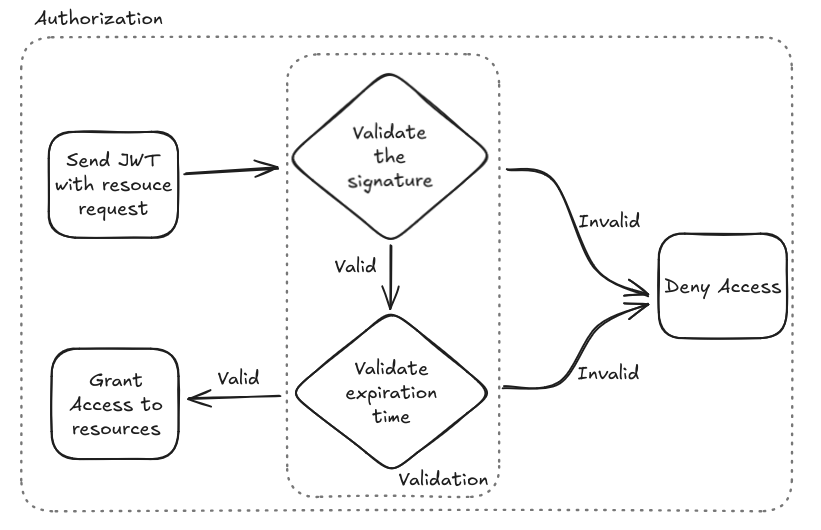 Authorization
Send JWT
with resouce
request
Validate
the
signature
Invalid
Valid
Deny Access
Validate
expiration
time
Valid
Invalid
Grant
Access to
resources
Validation